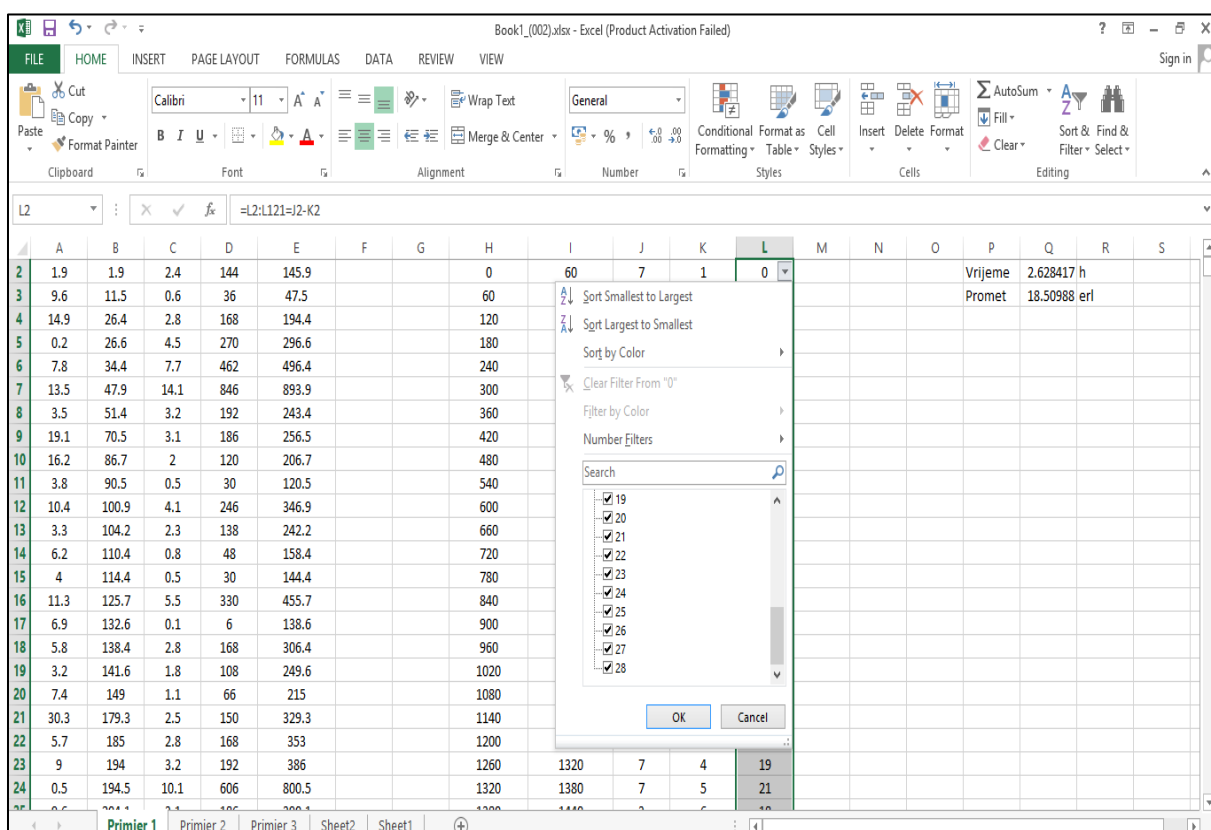 Book1_(002).xlsx - Excel (Product Activation Failed)
FILE HOME INSERT PAGE LAYOUT FORMULAS DATA REVIEW VIEW Sign in
Paste
Cut
Copy
Format Painter
Clipboard
Calibri 11
B I U
Font
Wrap Text
Merge & Center
Alignment
General
% ,
Number
Conditional Formatting
Format as Table
Cell Styles
Styles
Insert Delete Format
Cells
AutoSum
Fill
Clear
Sort & Filter
Find & Select
Editing
L2 fx =L2:L121=J2-K2
A B C D E F G H I J K L M N O P Q R S
2 1.9 1.9 2.4 144 145.9 0 60 7 1 0 Vrijeme 2.628417 h
3 9.6 11.5 0.6 36 47.5 60 Promet 18.50988 erl
4 14.9 26.4 2.8 168 194.4 120
5 0.2 26.6 4.5 270 296.6 180
6 7.8 34.4 7.7 462 496.4 240
7 13.5 47.9 14.1 846 893.9 300
8 3.5 51.4 3.2 192 243.4 360
9 19.1 70.5 3.1 186 256.5 420
10 16.2 86.7 2 120 206.7 480
11 3.8 90.5 0.5 30 120.5 540
12 10.4 100.9 4.1 246 346.9 600
13 3.3 104.2 2.3 138 242.2 660
14 6.2 110.4 0.8 48 158.4 720
15 4 114.4 0.5 30 144.4 780
16 11.3 125.7 5.5 330 455.7 840
17 6.9 132.6 0.1 6 138.6 900
18 5.8 138.4 2.8 168 306.4 960
19 3.2 141.6 1.8 108 249.6 1020
20 7.4 149 1.1 66 215 1080
21 30.3 179.3 2.5 150 329.3 1140
22 5.7 185 2.8 168 353 1200
23 9 194 3.2 192 386 1260 1320 7 4 19
24 0.5 194.5 10.1 606 800.5 1320 1380 7 5 21
Sort Smallest to Largest
Sort Largest to Smallest
Sort by Color
Clear Filter From "0"
Filter by Color
Number Filters
Search
19
20
21
22
23
24
25
26
27
28
OK Cancel
Primjer 1 Primjer 2 Primjer 3 Sheet2 Sheet1